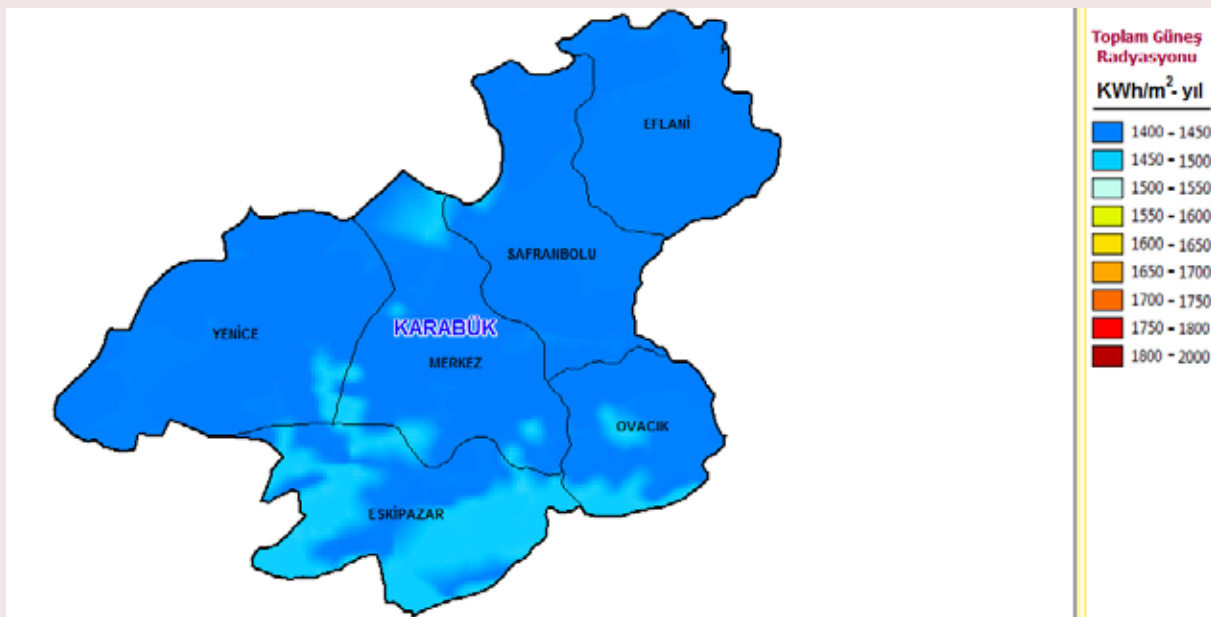 EFLANİ
SAFRANBOLU
YENİCE
KARABÜK
MERKEZ
OVACIK
ESKİPAZAR
Toplam Güneş
Radyasyonu
KWh/m²- yıl
1400 - 1450
1450 - 1500
1500 - 1550
1550 - 1600
1600 - 1650
1650 - 1700
1700 - 1750
1750 - 1800
1800 - 2000